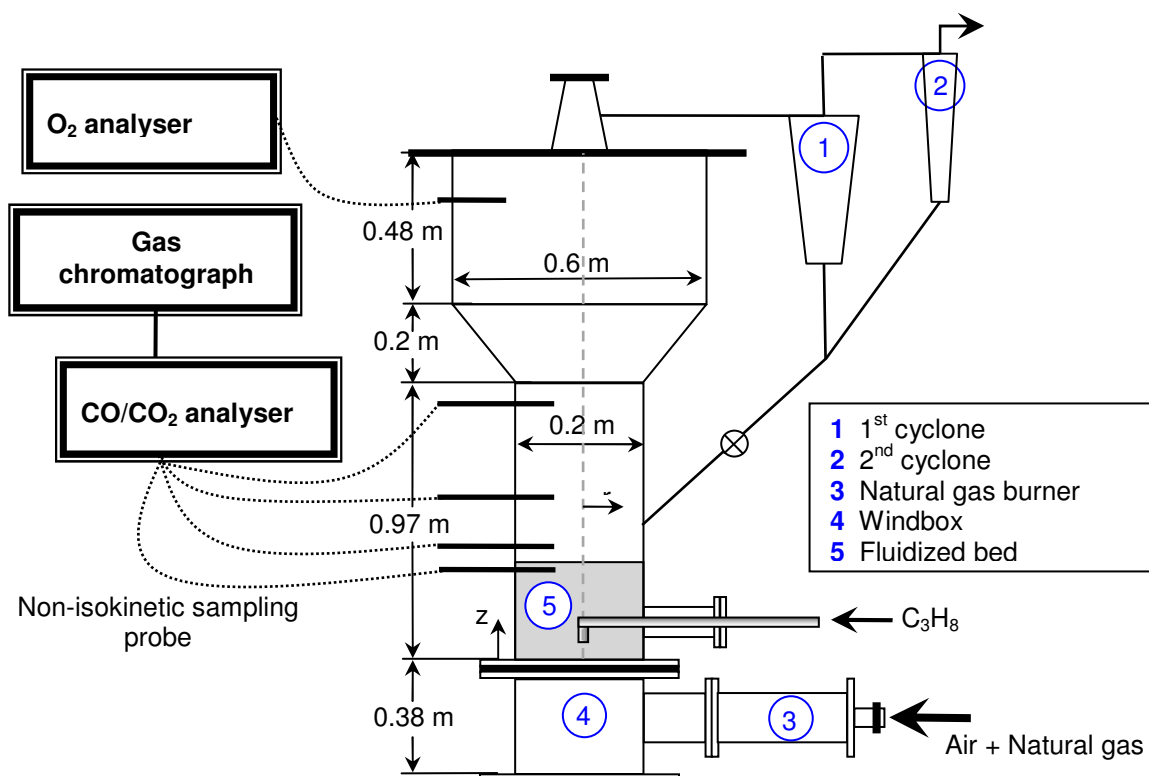 O₂ analyser
Gas
chromatograph
CO/CO₂ analyser
Non-isokinetic sampling
probe
0.48 m
0.6 m
0.2 m
0.2 m
0.97 m
0.38 m
z
1
2
5
4
3
C₃H₈
Air + Natural gas
1 1st cyclone
2 2nd cyclone
3 Natural gas burner
4 Windbox
5 Fluidized bed